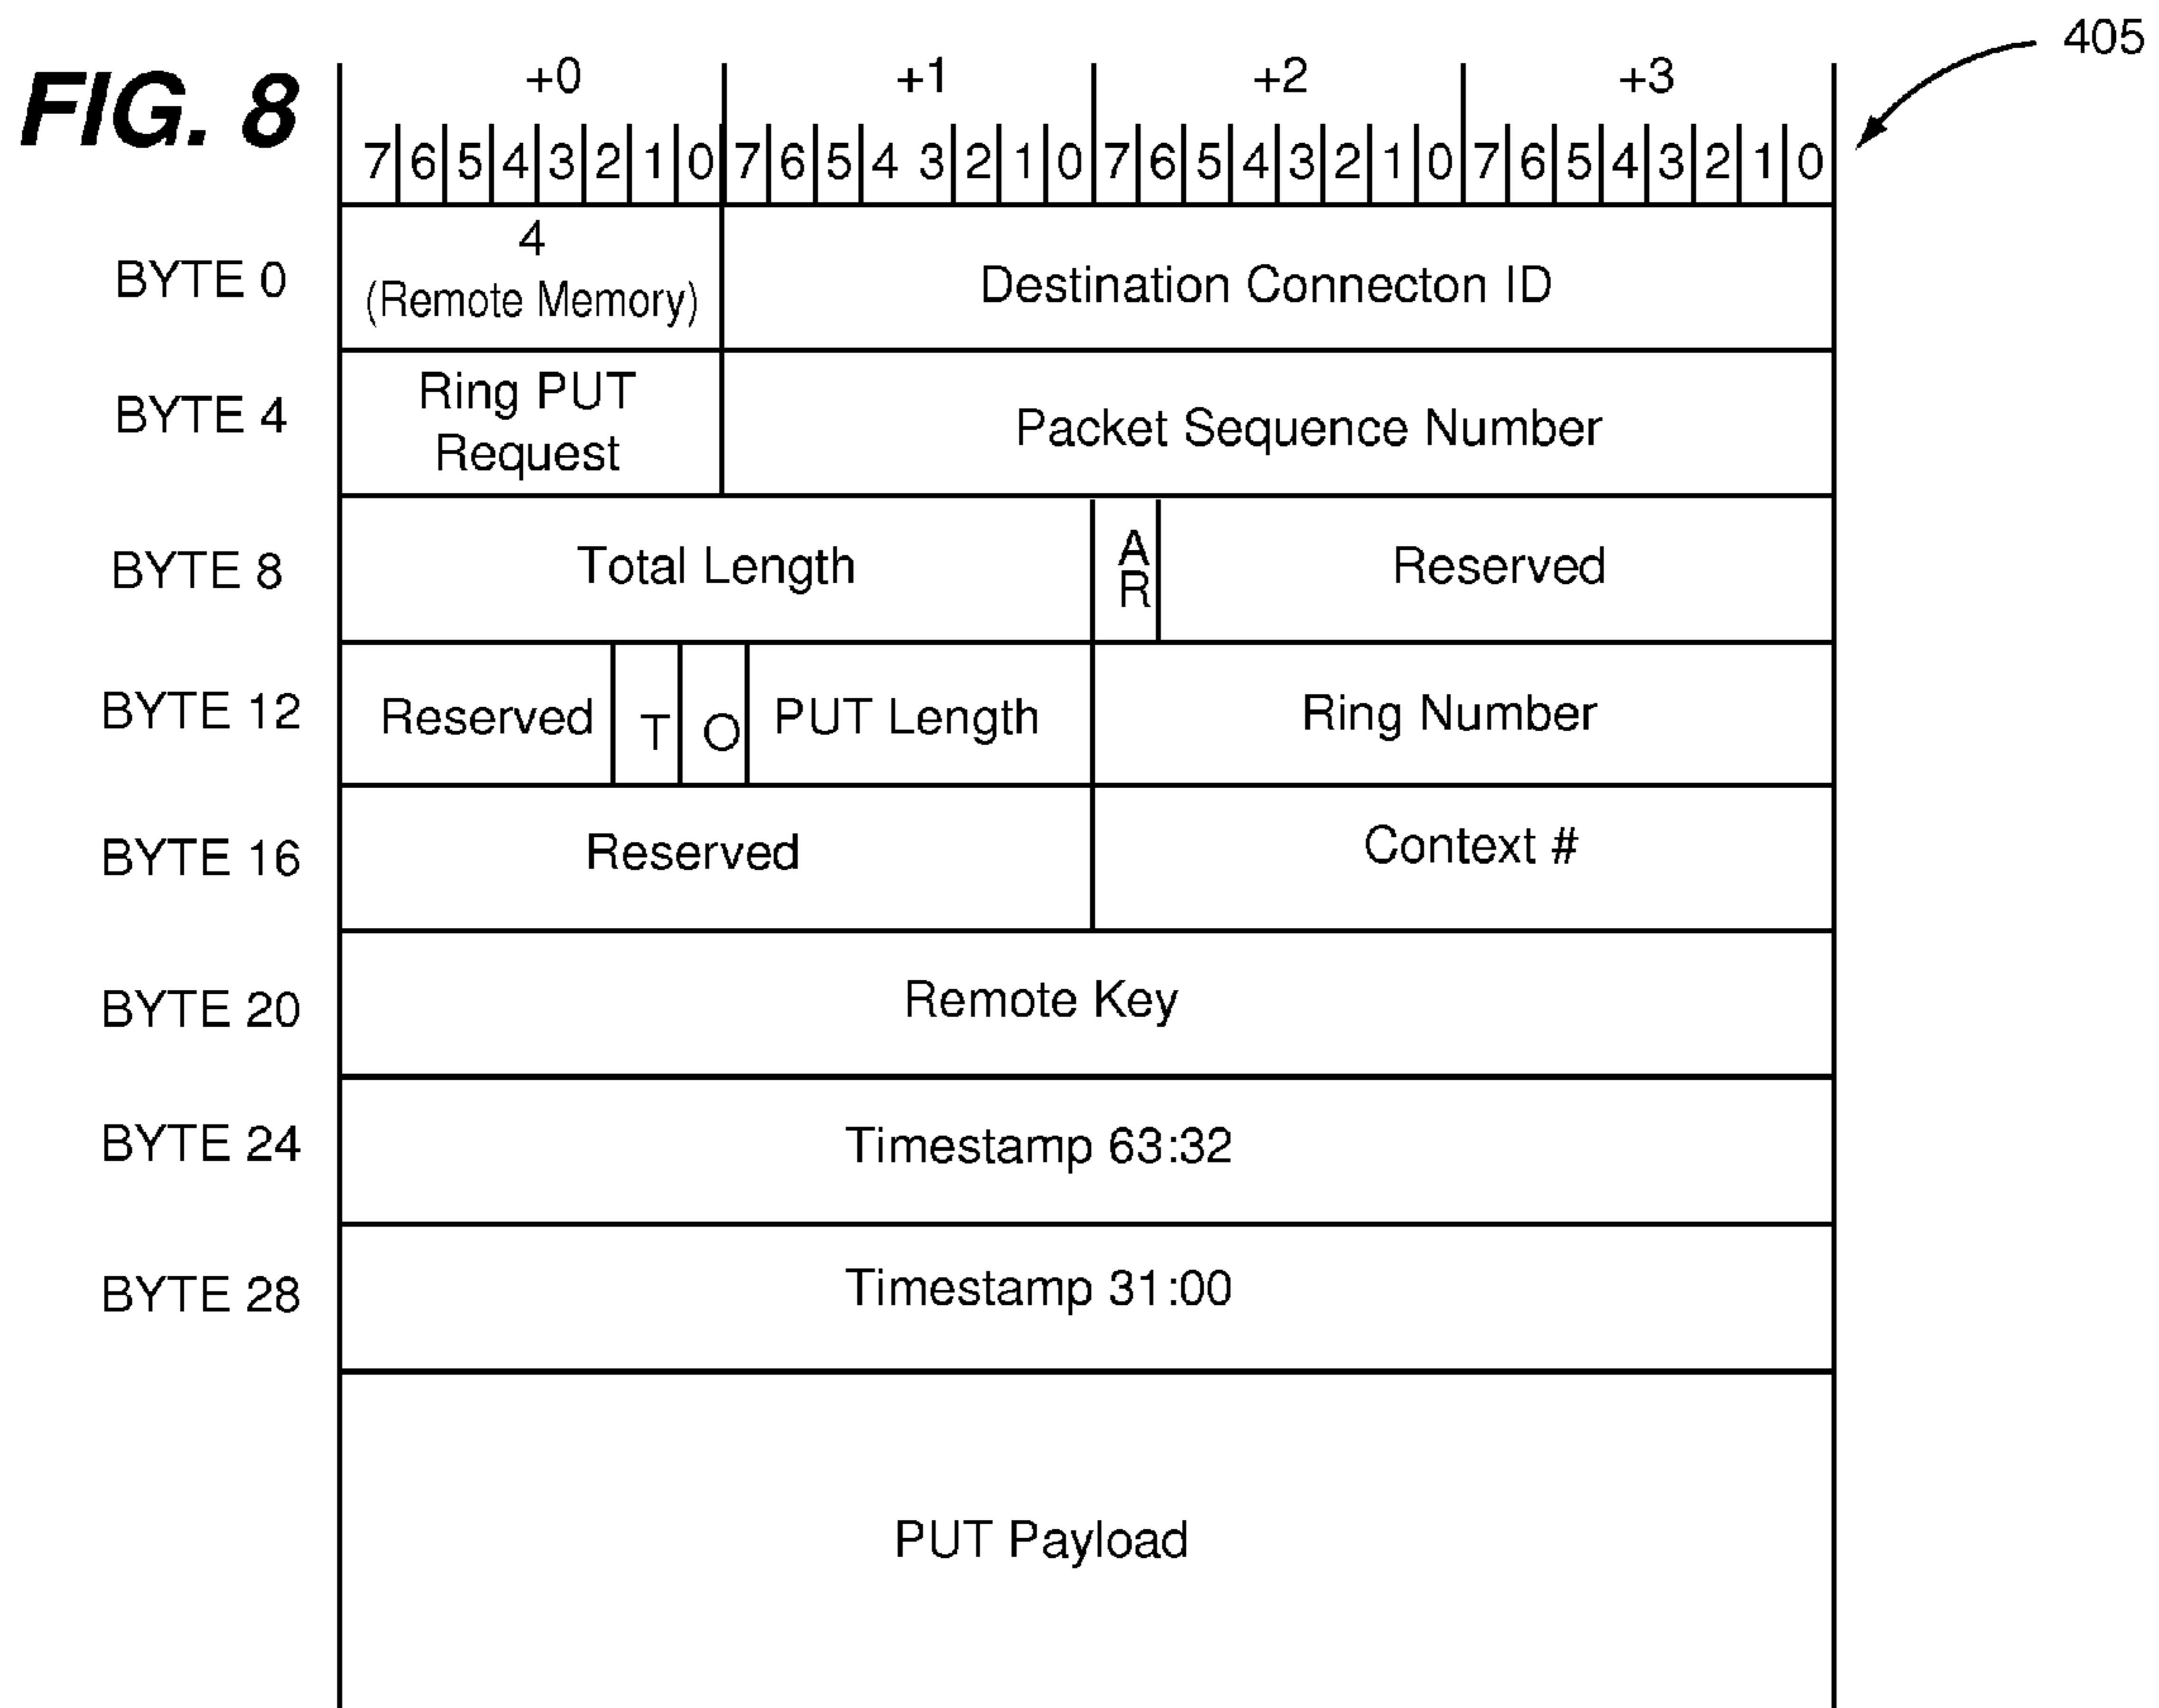 405
FIG. 8
+0 +1 +2 +3
7 6 5 4 3 2 1 0 7 6 5 4 3 2 1 0 7 6 5 4 3 2 1 0 7 6 5 4 3 2 1 0
BYTE 0
4
(Remote Memory)
Destination Connecton ID
BYTE 4
Ring PUT
Request
Packet Sequence Number
BYTE 8
Total Length
A
R
Reserved
BYTE 12
Reserved
T
O
PUT Length
Ring Number
BYTE 16
Reserved
Context #
BYTE 20
Remote Key
BYTE 24
Timestamp 63:32
BYTE 28
Timestamp 31:00
PUT Payload